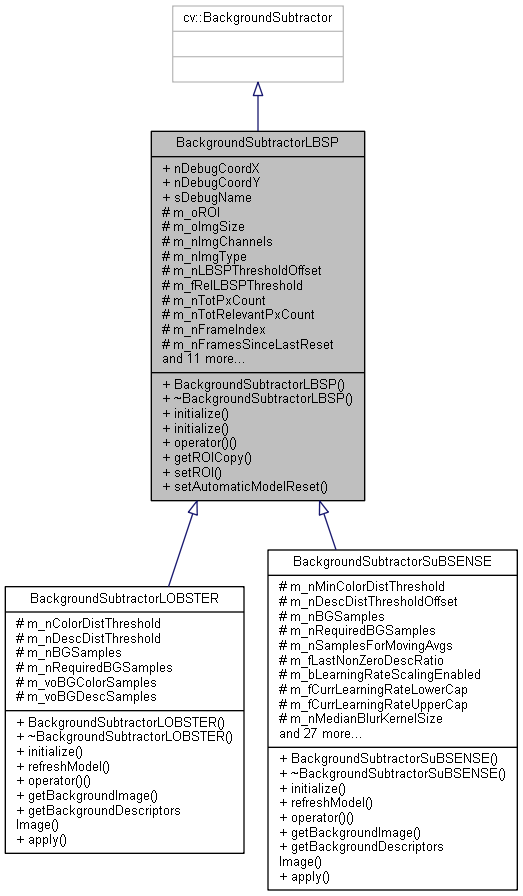 cv::BackgroundSubtractor
BackgroundSubtractorLBSP
+ nDebugCoordX
+ nDebugCoordY
+ sDebugName
# m_oROI
# m_oImgSize
# m_nImgChannels
# m_nImgType
# m_nLBSPThresholdOffset
# m_fRelLBSPThreshold
# m_nTotPxCount
# m_nTotRelevantPxCount
# m_nFrameIndex
# m_nFramesSinceLastReset
and 11 more...
+ BackgroundSubtractorLBSP()
+ ~BackgroundSubtractorLBSP()
+ initialize()
+ initialize()
+ operator()()
+ getROICopy()
+ setROI()
+ setAutomaticModelReset()
BackgroundSubtractorLOBSTER
# m_nColorDistThreshold
# m_nDescDistThreshold
# m_nBGSamples
# m_nRequiredBGSamples
# m_voBGColorSamples
# m_voBGDescSamples
+ BackgroundSubtractorLOBSTER()
+ ~BackgroundSubtractorLOBSTER()
+ initialize()
+ refreshModel()
+ operator()()
+ getBackgroundImage()
+ getBackgroundDescriptors
Image()
+ apply()
BackgroundSubtractorSuBSENSE
# m_nMinColorDistThreshold
# m_nDescDistThresholdOffset
# m_nBGSamples
# m_nRequiredBGSamples
# m_nSamplesForMovingAvgs
# m_fLastNonZeroDescRatio
# m_bLearningRateScalingEnabled
# m_fCurrLearningRateLowerCap
# m_fCurrLearningRateUpperCap
# m_nMedianBlurKernelSize
and 27 more...
+ BackgroundSubtractorSuBSENSE()
+ ~BackgroundSubtractorSuBSENSE()
+ initialize()
+ refreshModel()
+ operator()()
+ getBackgroundImage()
+ getBackgroundDescriptors
Image()
+ apply()